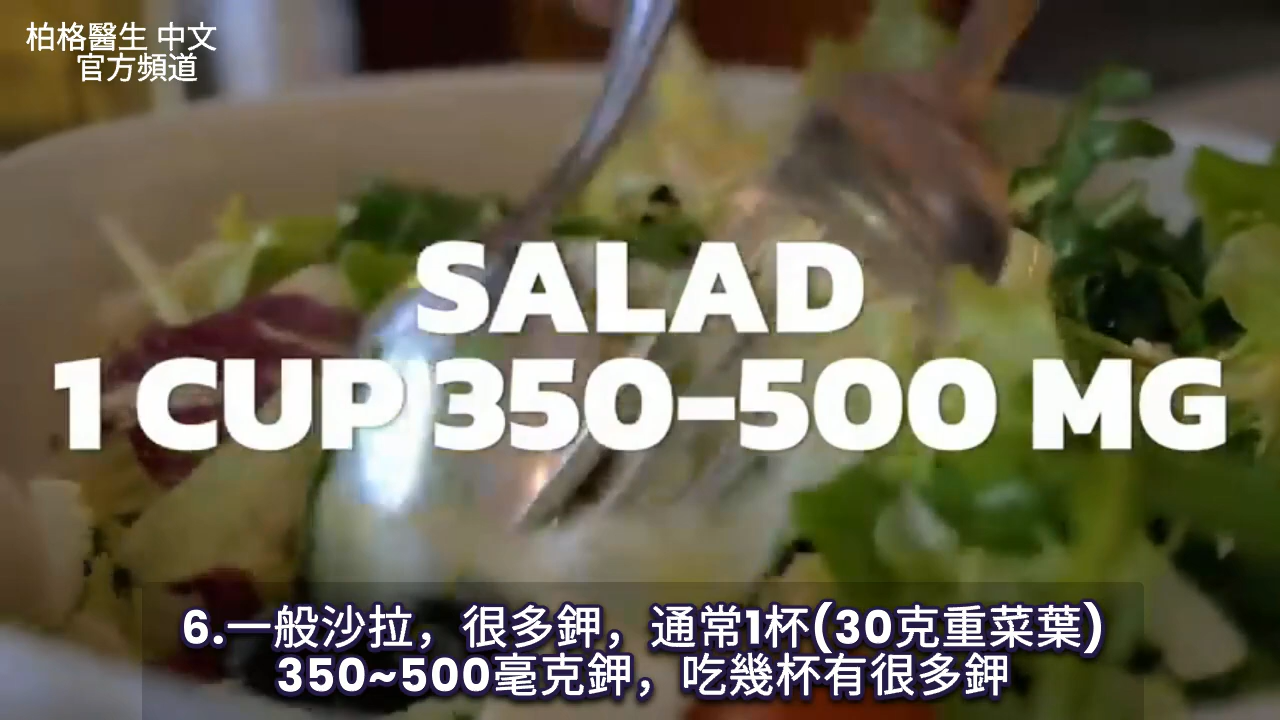 柏格醫生 中文
官方頻道
SALAD
1 CUP 350–500 MG
6.一般沙拉，很多鉀，通常1杯(30克重菜葉)
350~500毫克鉀，吃幾杯有很多鉀